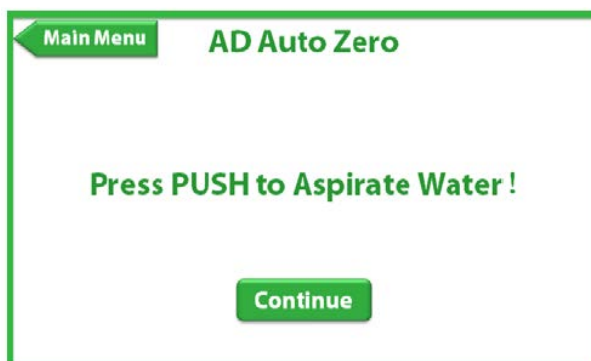 Main Menu
AD Auto Zero
Press PUSH to Aspirate Water !
Continue